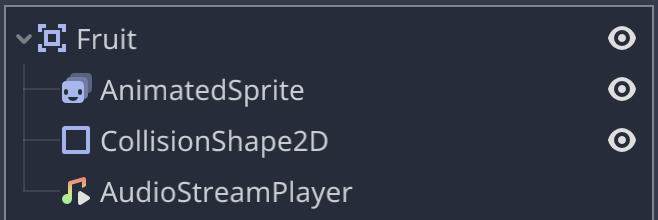 Fruit
AnimatedSprite
CollisionShape2D
AudioStreamPlayer